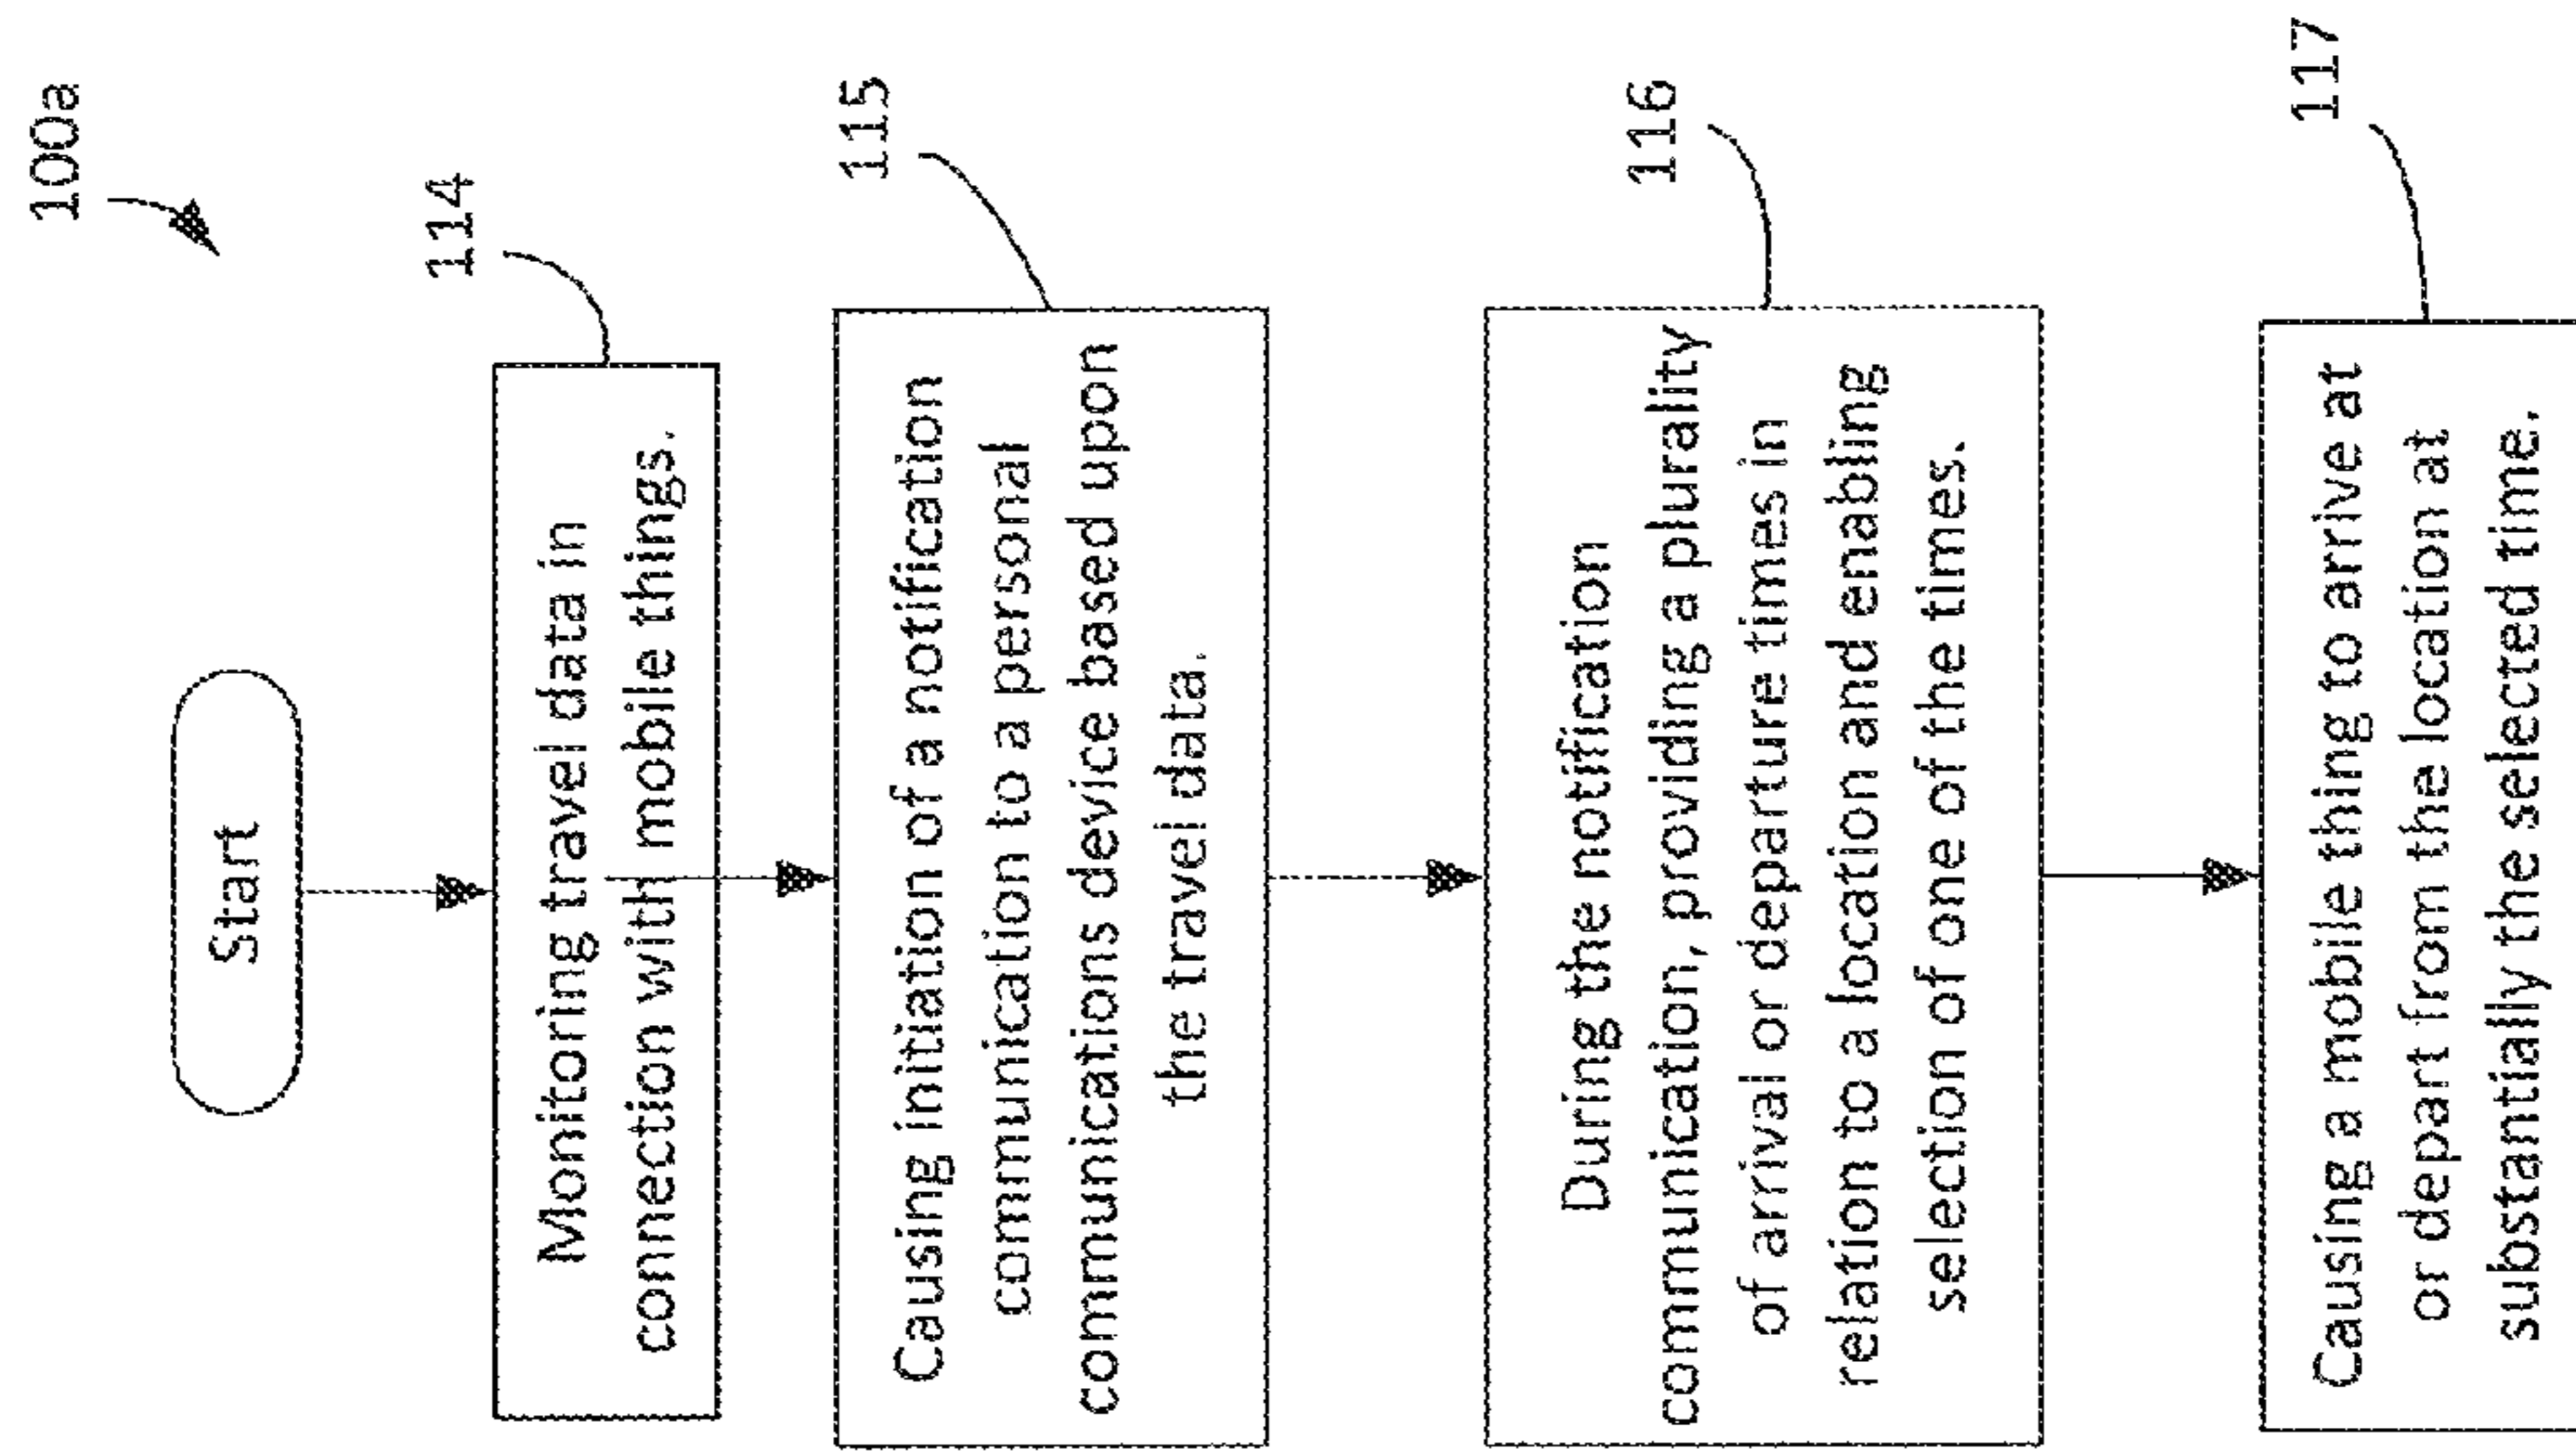 100a
Start
114
Monitoring travel data in
connection with mobile things.
115
Causing initiation of a notification
communication to a personal
communications device based upon
the travel data.
116
During the notification
communication, providing a plurality
of arrival or departure times in
relation to a location and enabling
selection of one of the times.
117
Causing a mobile thing to arrive at
or depart from the location at
substantially the selected time.